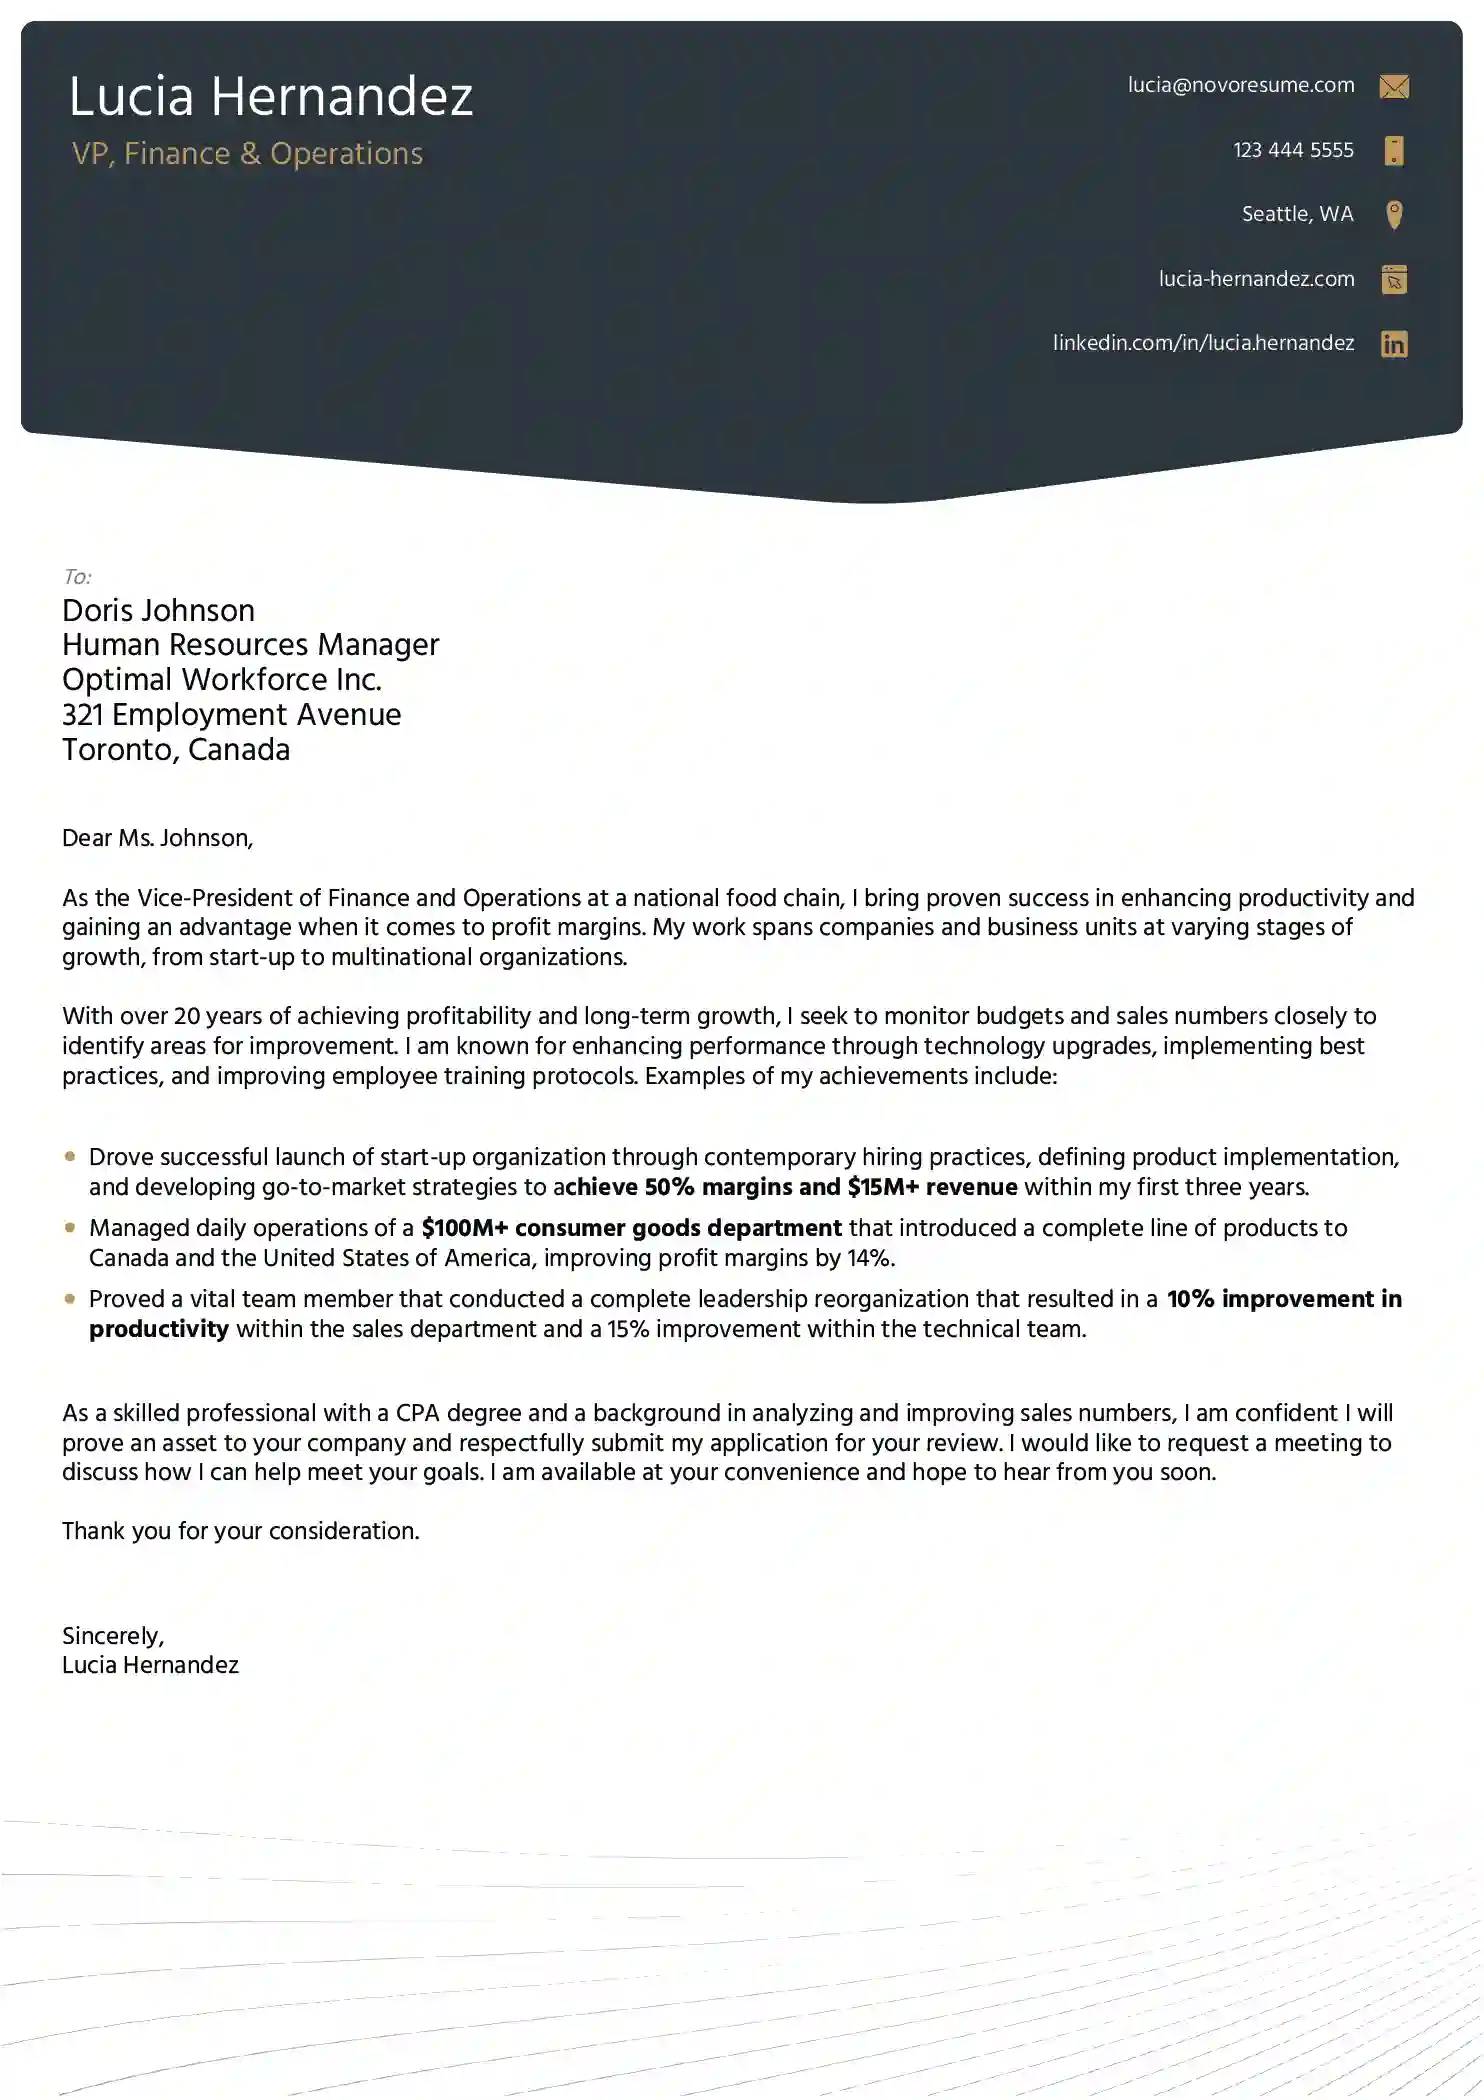 Lucia Hernandez
VP, Finance & Operations
lucia@novoresume.com
123 444 5555
Seattle, WA
lucia-hernandez.com
linkedin.com/in/lucia.hernandez
in
To:
Doris Johnson
Human Resources Manager
Optimal Workforce Inc.
321 Employment Avenue
Toronto, Canada
Dear Ms. Johnson,
As the Vice-President of Finance and Operations at a national food chain, I bring proven success in enhancing productivity and
gaining an advantage when it comes to profit margins. My work spans companies and business units at varying stages of
growth, from start-up to multinational organizations.
With over 20 years of achieving profitability and long-term growth, I seek to monitor budgets and sales numbers closely to
identify areas for improvement. I am known for enhancing performance through technology upgrades, implementing best
practices, and improving employee training protocols. Examples of my achievements include:
• Drove successful launch of start-up organization through contemporary hiring practices, defining product implementation,
and developing go-to-market strategies to achieve 50% margins and $15M+ revenue within my first three years.
• Managed daily operations of a $100M+ consumer goods department that introduced a complete line of products to
Canada and the United States of America, improving profit margins by 14%.
• Proved a vital team member that conducted a complete leadership reorganization that resulted in a 10% improvement in
productivity within the sales department and a 15% improvement within the technical team.
As a skilled professional with a CPA degree and a background in analyzing and improving sales numbers, I am confident I will
prove an asset to your company and respectfully submit my application for your review. I would like to request a meeting to
discuss how I can help meet your goals. I am available at your convenience and hope to hear from you soon.
Thank you for your consideration.
Sincerely,
Lucia Hernandez